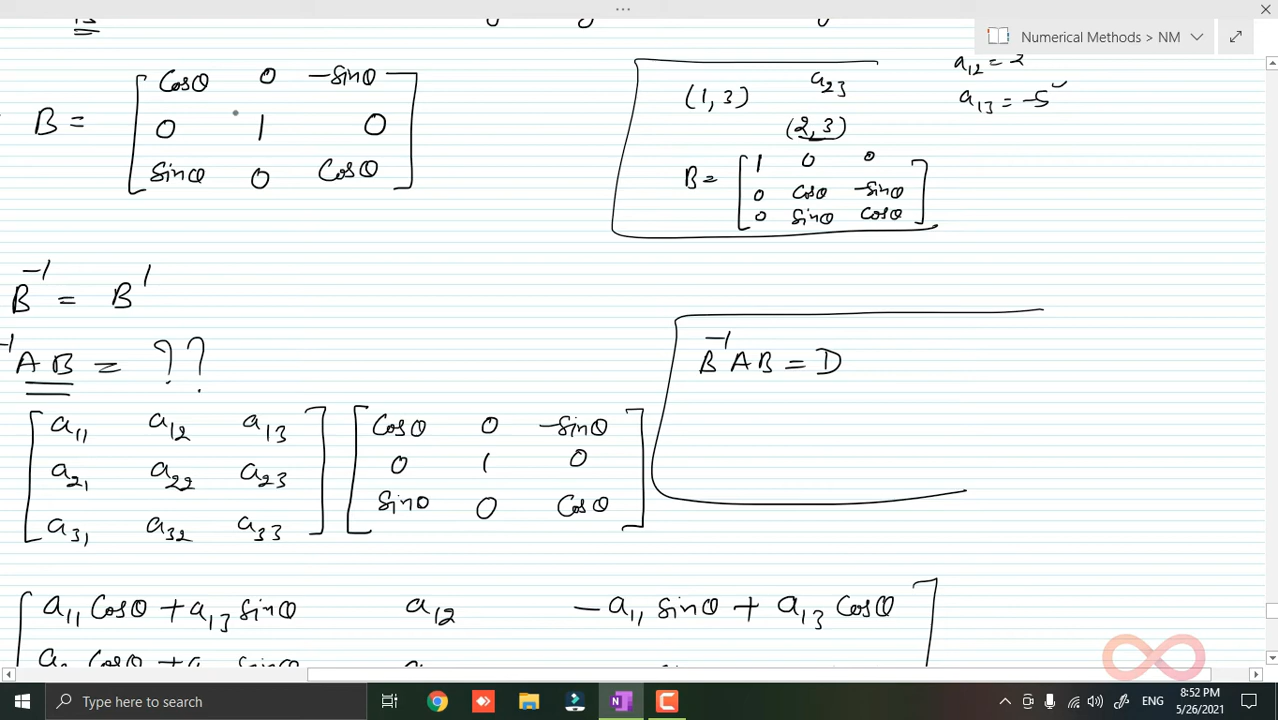 Numerical Methods > NM
B = [ Cosθ 0 -Sinθ
0 1 0
Sinθ 0 Cosθ ]
(1,3) a₂₃
(2,3)
B = [ 1 0 0
0 Cosθ -Sinθ
0 Sinθ Cosθ ]
a₁₂ = 2
a₁₃ = -5
B⁻¹ = B'
⁻¹AB = ??
B⁻¹AB = D
[ a₁₁ a₁₂ a₁₃ [ Cosθ 0 -Sinθ
a₂₁ a₂₂ a₂₃ 0 1 0
a₃₁ a₃₂ a₃₃ ] Sinθ 0 Cosθ ]
[ a₁₁ Cosθ + a₁₃ Sinθ a₁₂ -a₁₁ Sinθ + a₁₃ Cosθ
Type here to search
ENG
8:52 PM
5/26/2021